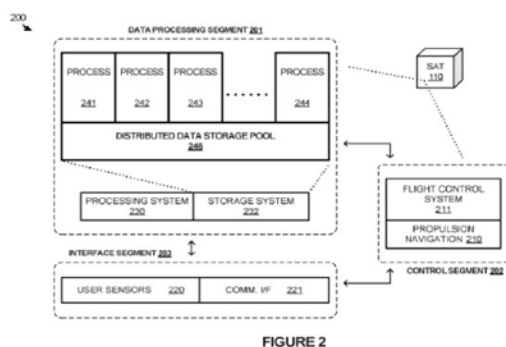 200
DATA PROCESSING SEGMENT 201
PROCESS PROCESS PROCESS PROCESS
241 242 243 244
DISTRIBUTED DATA STORAGE POOL
245
PROCESSING SYSTEM STORAGE SYSTEM
230 232
SAT
110
FLIGHT CONTROL
SYSTEM
211
PROPULSION
NAVIGATION 210
CONTROL SEGMENT 202
INTERFACE SEGMENT 203
USER SENSORS 220 COMM. I/F 221
FIGURE 2